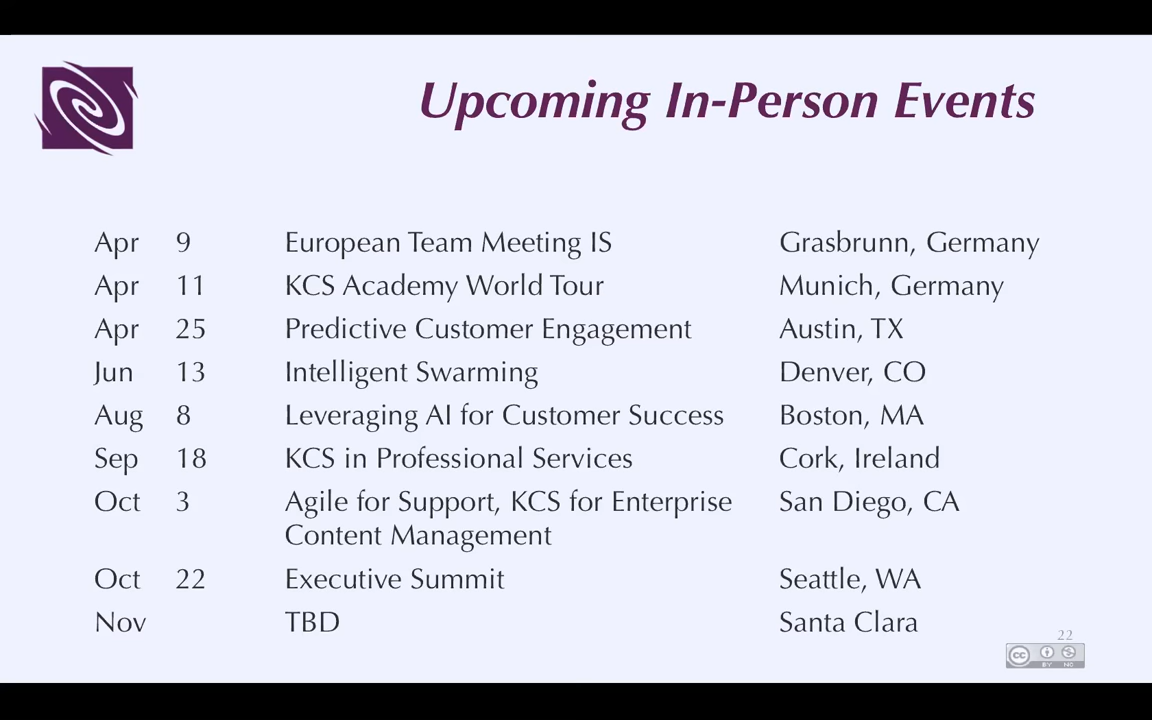 Upcoming In-Person Events
Apr 9 European Team Meeting IS Grasbrunn, Germany
Apr 11 KCS Academy World Tour Munich, Germany
Apr 25 Predictive Customer Engagement Austin, TX
Jun 13 Intelligent Swarming Denver, CO
Aug 8 Leveraging AI for Customer Success Boston, MA
Sep 18 KCS in Professional Services Cork, Ireland
Oct 3 Agile for Support, KCS for Enterprise San Diego, CA
Content Management
Oct 22 Executive Summit Seattle, WA
Nov TBD Santa Clara
22
cc
BY NC